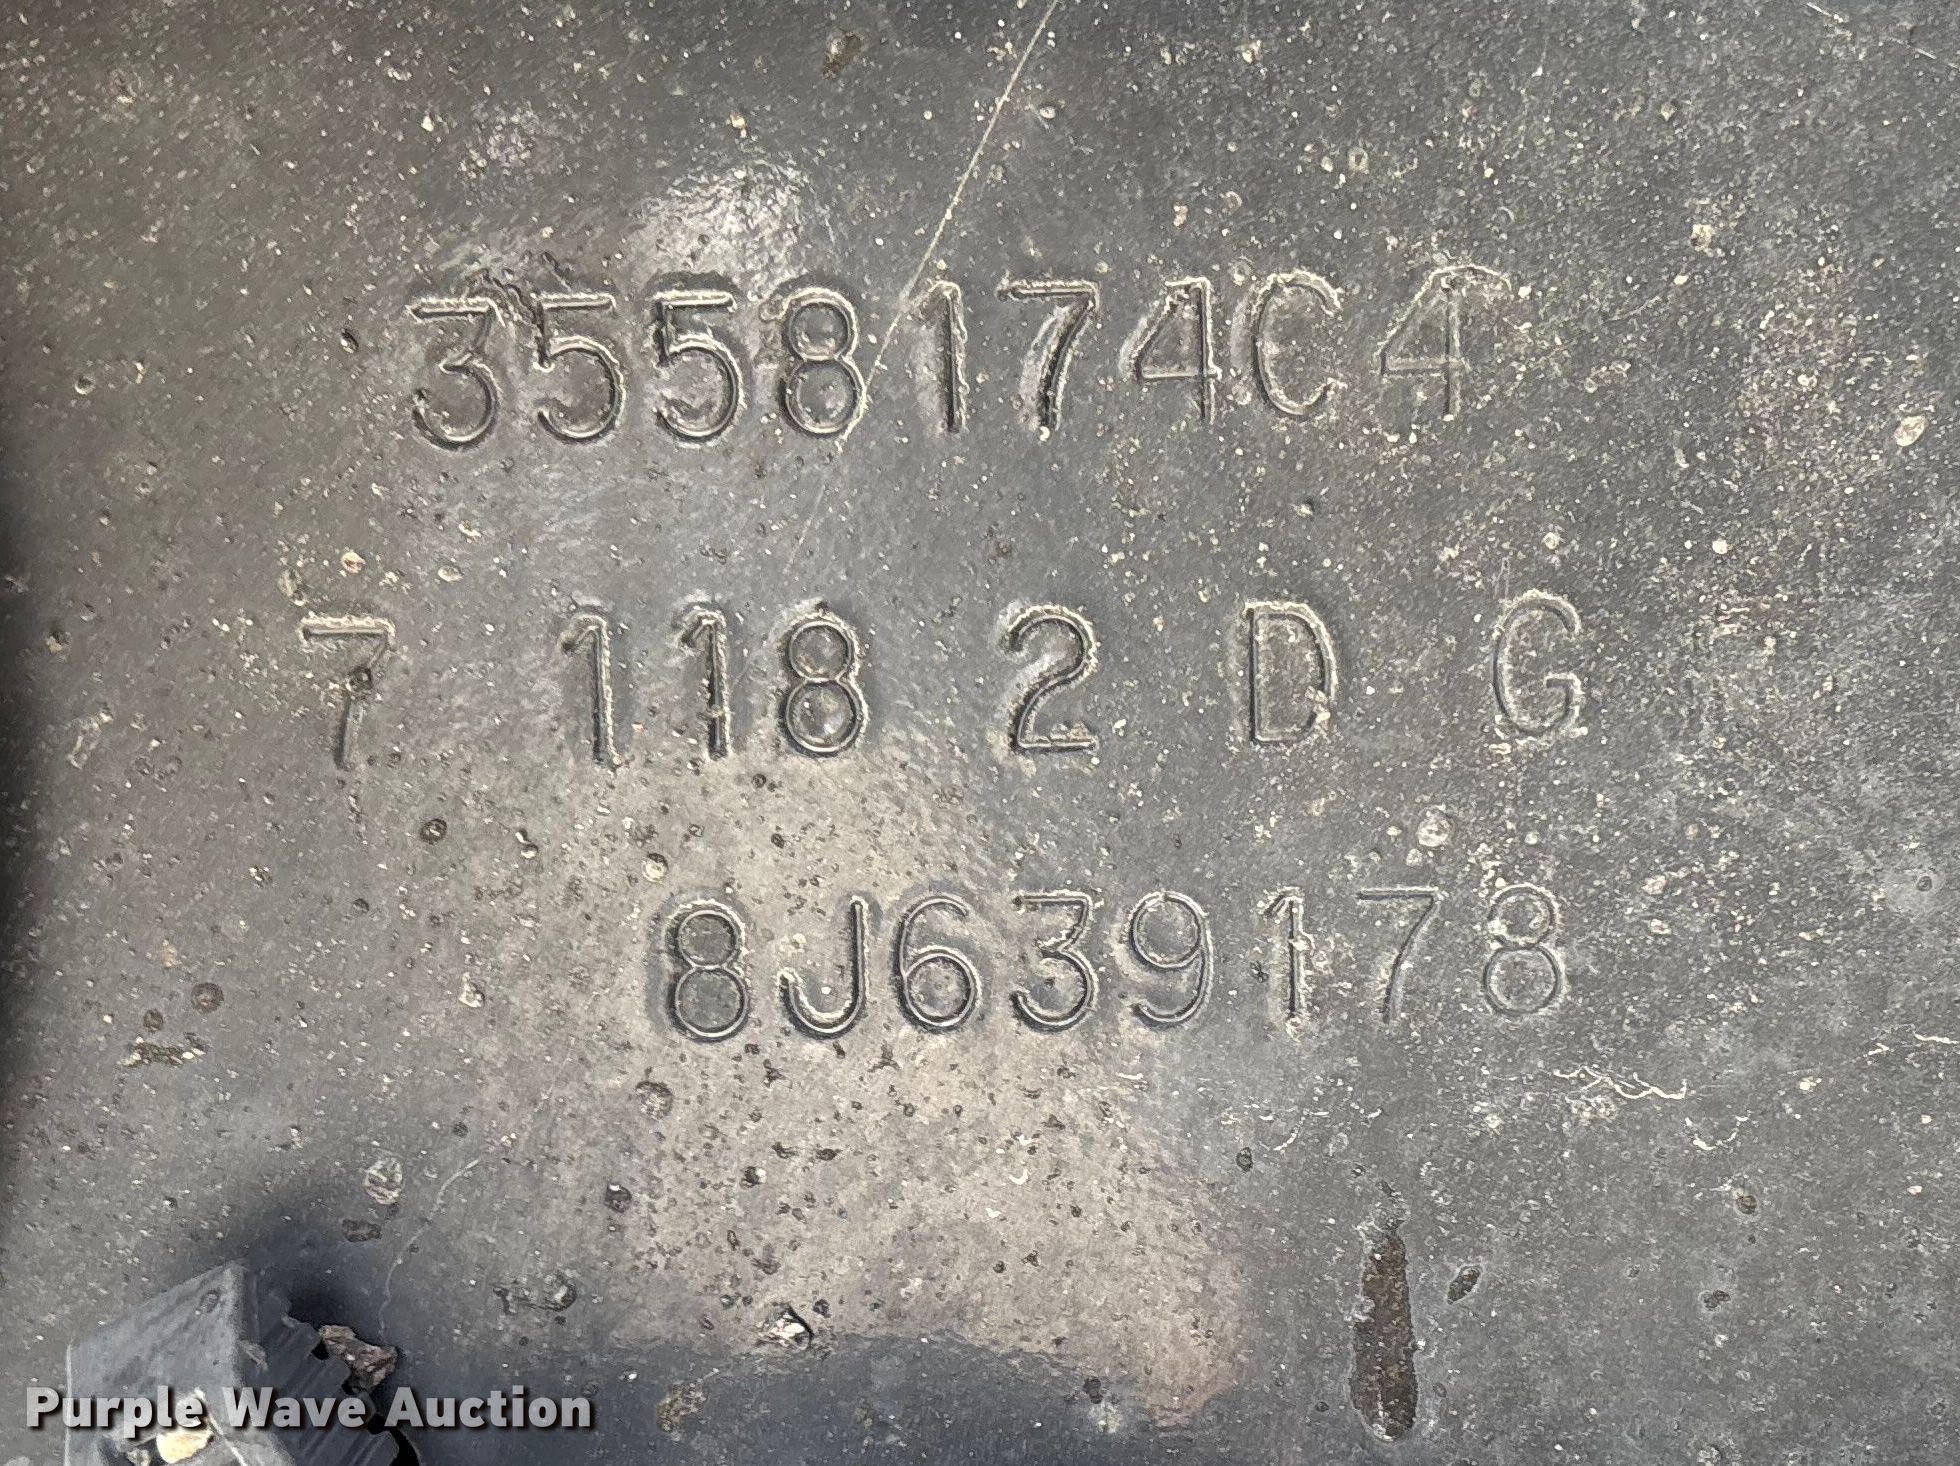 3558174C4
7 118 2 D G
8J639178
Purple Wave Auction